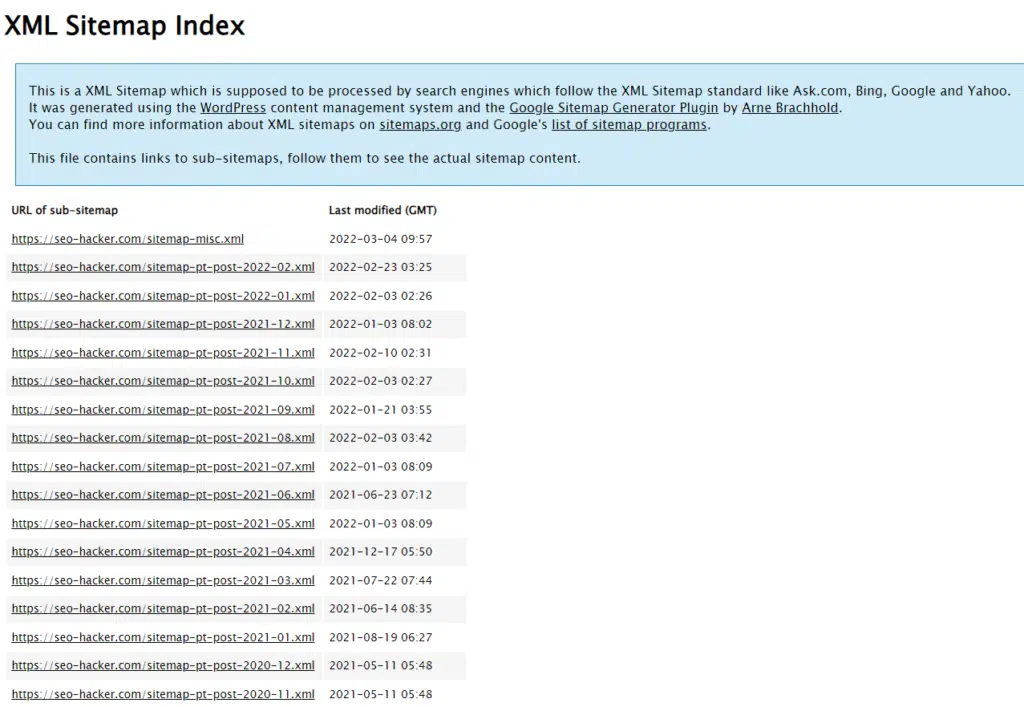 XML Sitemap Index
This is a XML Sitemap which is supposed to be processed by search engines which follow the XML Sitemap standard like Ask.com, Bing, Google and Yahoo.
It was generated using the WordPress content management system and the Google Sitemap Generator Plugin by Arne Brachhold.
You can find more information about XML sitemaps on sitemaps.org and Google's list of sitemap programs.
This file contains links to sub-sitemaps, follow them to see the actual sitemap content.
URL of sub-sitemap Last modified (GMT)
https://seo-hacker.com/sitemap-misc.xml 2022-03-04 09:57
https://seo-hacker.com/sitemap-pt-post-2022-02.xml 2022-02-23 03:25
https://seo-hacker.com/sitemap-pt-post-2022-01.xml 2022-02-03 02:26
https://seo-hacker.com/sitemap-pt-post-2021-12.xml 2022-01-03 08:02
https://seo-hacker.com/sitemap-pt-post-2021-11.xml 2022-02-10 02:31
https://seo-hacker.com/sitemap-pt-post-2021-10.xml 2022-02-03 02:27
https://seo-hacker.com/sitemap-pt-post-2021-09.xml 2022-01-21 03:55
https://seo-hacker.com/sitemap-pt-post-2021-08.xml 2022-02-03 03:42
https://seo-hacker.com/sitemap-pt-post-2021-07.xml 2022-01-03 08:09
https://seo-hacker.com/sitemap-pt-post-2021-06.xml 2021-06-23 07:12
https://seo-hacker.com/sitemap-pt-post-2021-05.xml 2022-01-03 08:09
https://seo-hacker.com/sitemap-pt-post-2021-04.xml 2021-12-17 05:50
https://seo-hacker.com/sitemap-pt-post-2021-03.xml 2021-07-22 07:44
https://seo-hacker.com/sitemap-pt-post-2021-02.xml 2021-06-14 08:35
https://seo-hacker.com/sitemap-pt-post-2021-01.xml 2021-08-19 06:27
https://seo-hacker.com/sitemap-pt-post-2020-12.xml 2021-05-11 05:48
https://seo-hacker.com/sitemap-pt-post-2020-11.xml 2021-05-11 05:48